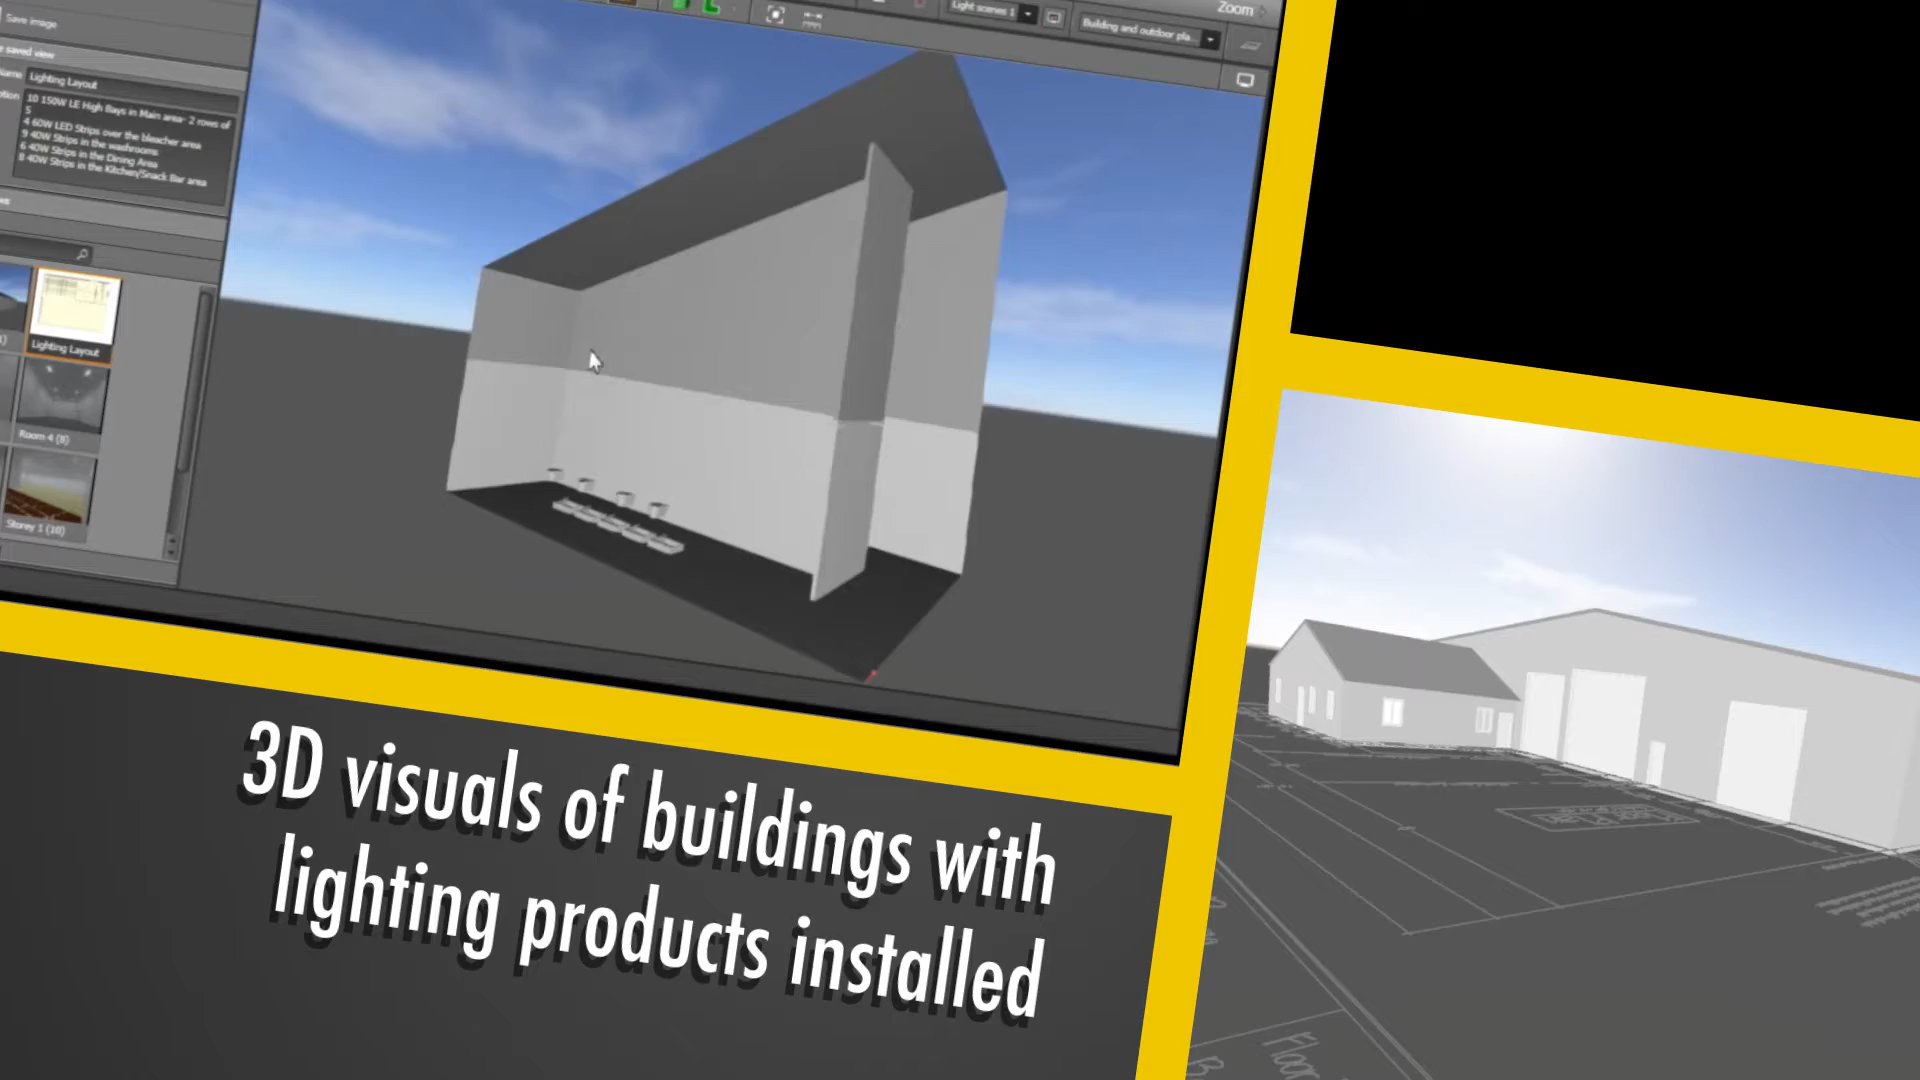 Save image
saved view
Name
Lighting Layout
10 150W LE High Bays in Main area- 2 rows of
5
4 60W LED Strips over the bleacher area
9 40W Strips in the washrooms
6 40W Strips in the Dining Area
8 40W Strips in the Kitchen/Snack Bar area
Lighting Layout
Room 4 (8)
Storey 1 (10)
Light scenes 1
Building and outdoor pla...
Zoom
3D visuals of buildings with
lighting products installed
Floor
B